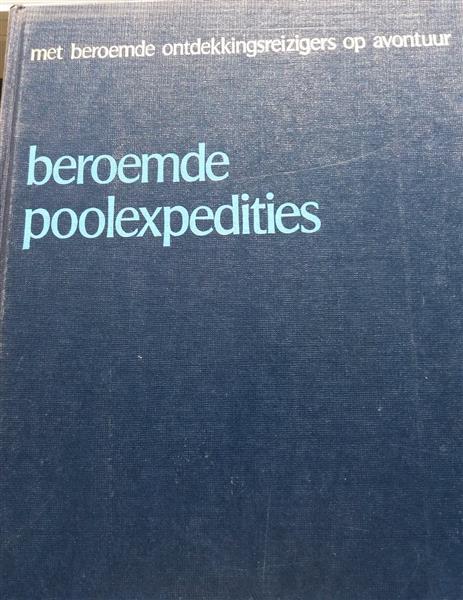 met beroemde ontdekkingsreizigers op avontuur
beroemde
poolexpedities